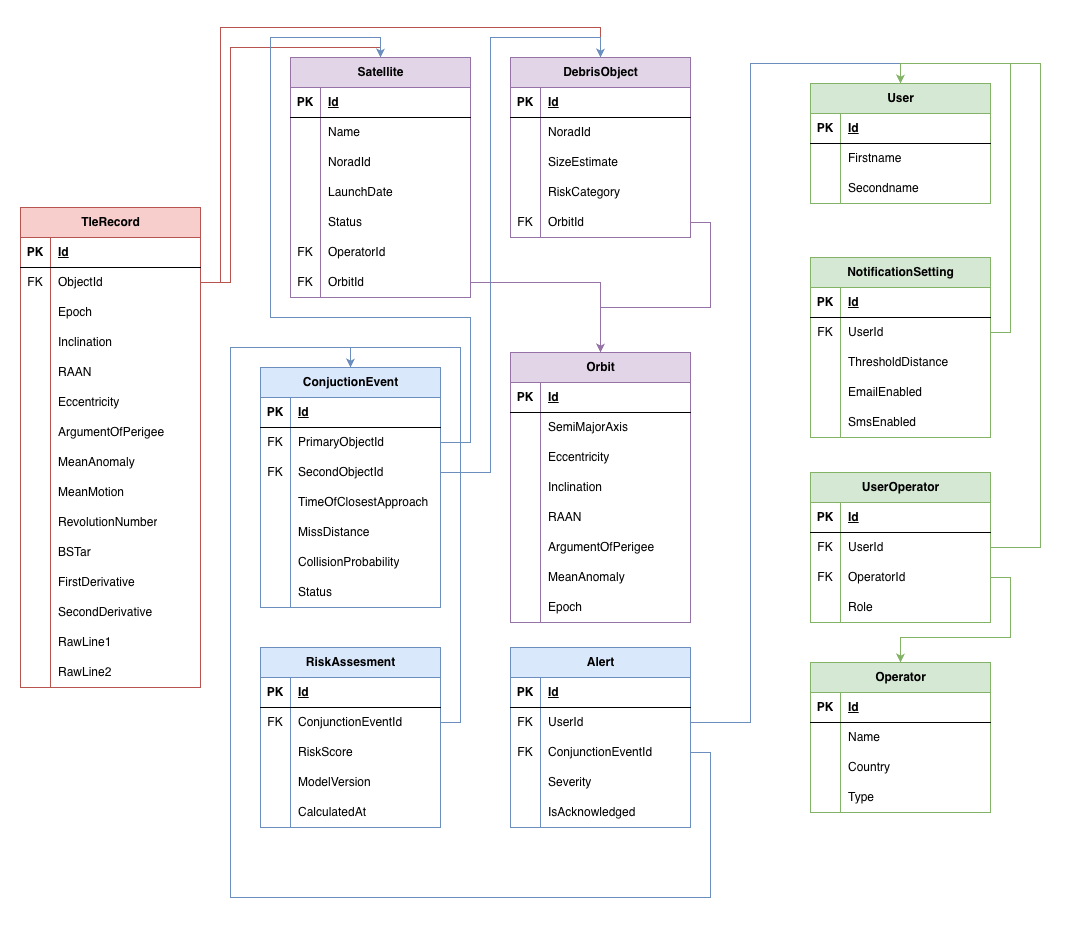 Satellite
PK Id
Name
NoradId
LaunchDate
Status
FK OperatorId
FK OrbitId
DebrisObject
PK Id
NoradId
SizeEstimate
RiskCategory
FK OrbitId
User
PK Id
Firstname
Secondname
TleRecord
PK Id
FK ObjectId
Epoch
Inclination
RAAN
Eccentricity
ArgumentOfPerigee
MeanAnomaly
MeanMotion
RevolutionNumber
BSTar
FirstDerivative
SecondDerivative
RawLine1
RawLine2
NotificationSetting
PK Id
FK UserId
ThresholdDistance
EmailEnabled
SmsEnabled
ConjuctionEvent
PK Id
FK PrimaryObjectId
FK SecondObjectId
TimeOfClosestApproach
MissDistance
CollisionProbability
Status
Orbit
PK Id
SemiMajorAxis
Eccentricity
Inclination
RAAN
ArgumentOfPerigee
MeanAnomaly
Epoch
UserOperator
PK Id
FK UserId
FK OperatorId
Role
RiskAssesment
PK Id
FK ConjunctionEventId
RiskScore
ModelVersion
CalculatedAt
Alert
PK Id
FK UserId
FK ConjunctionEventId
Severity
IsAcknowledged
Operator
PK Id
Name
Country
Type